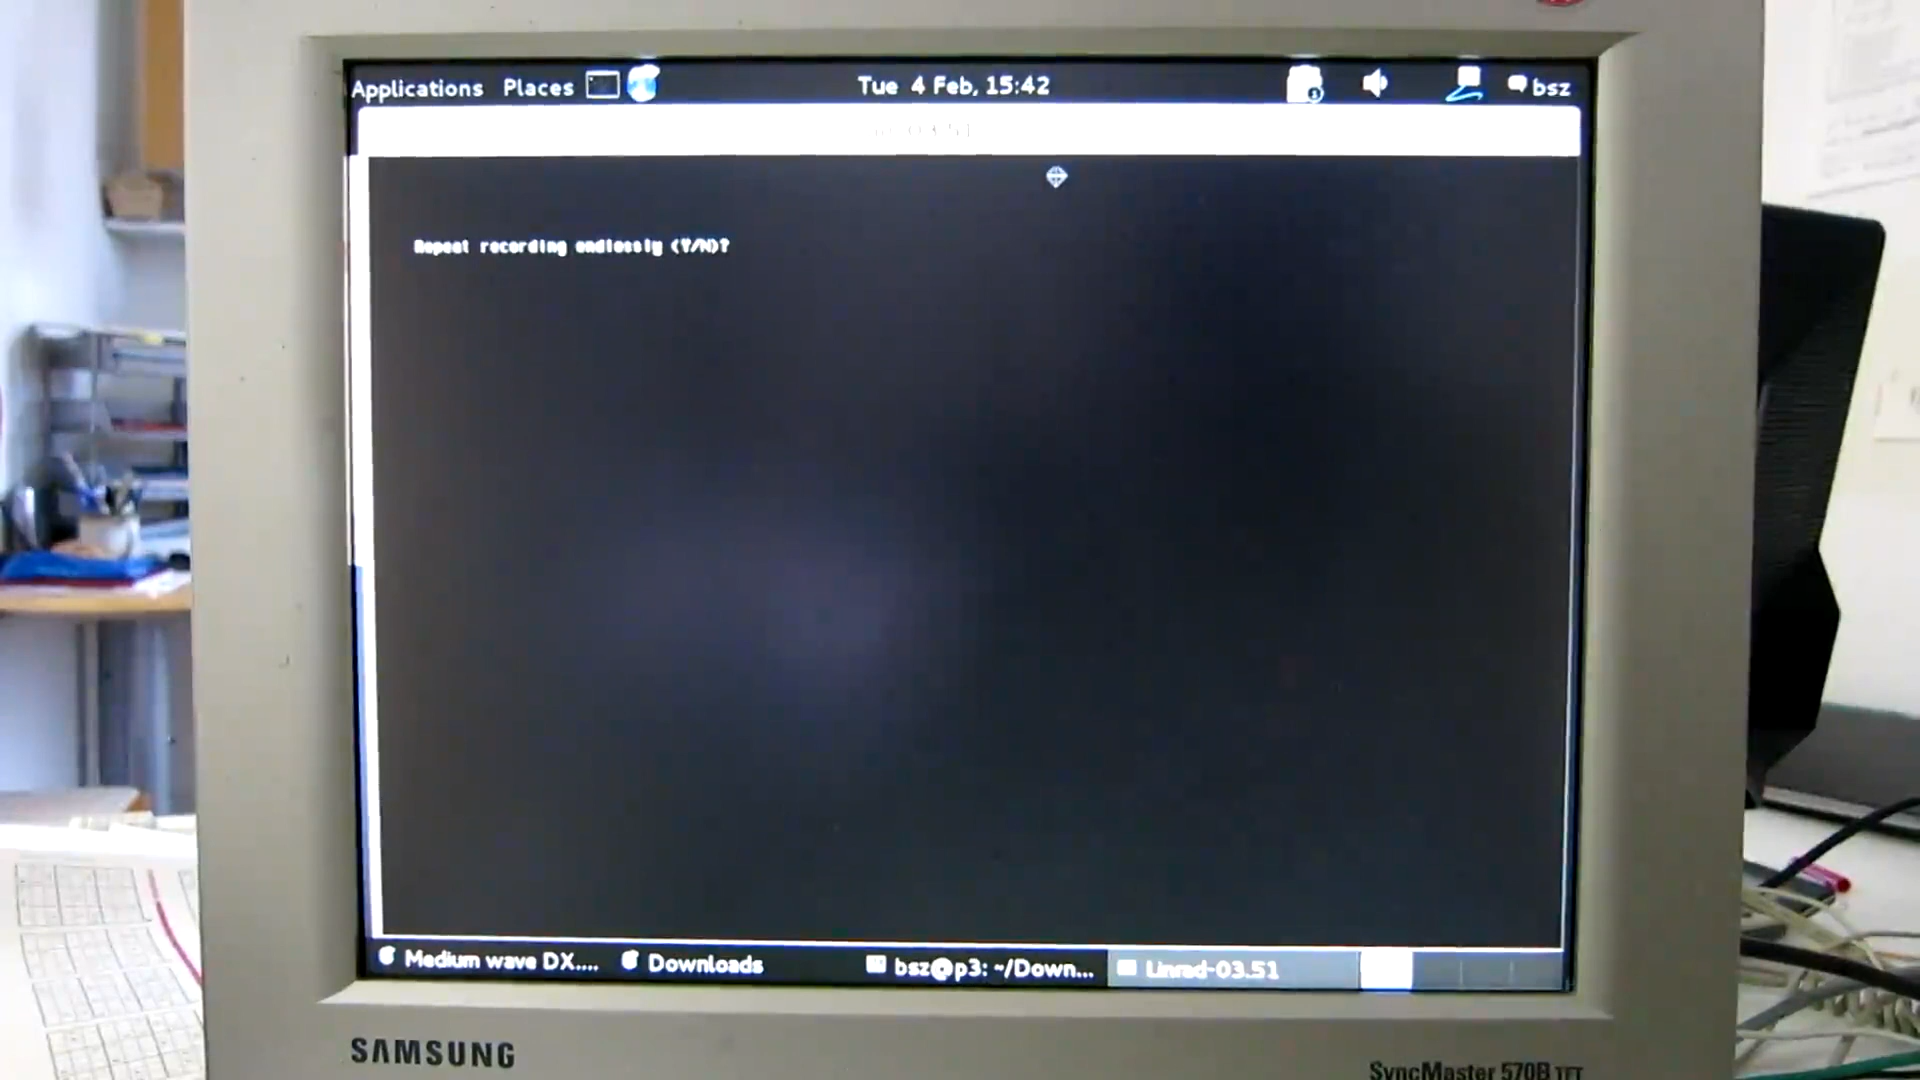 Applications Places Tue 4 Feb, 15:42 bsz
Repeat recording endlessly (Y/N)?
Medium wave DX.... Downloads bsz@p3: ~/Down... Linrad-03.51
SAMSUNG
SyncMaster 570B TFT